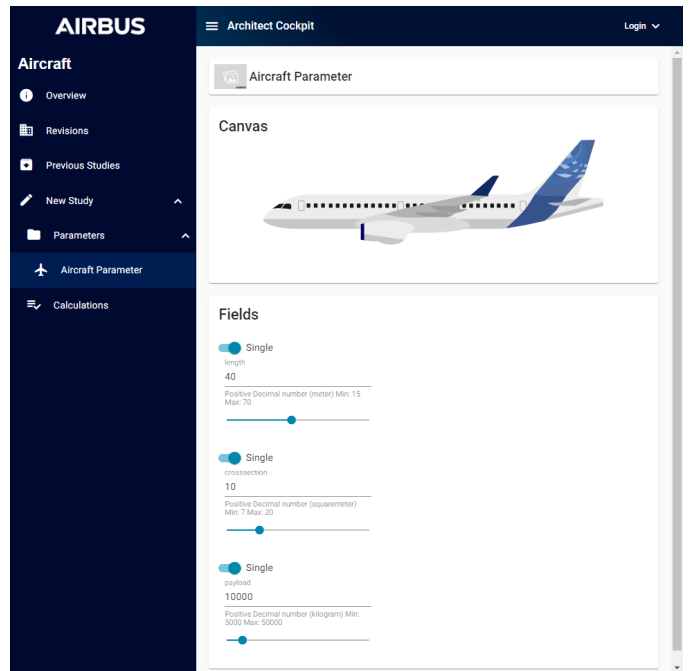 AIRBUS
Architect Cockpit
Login
Aircraft
Overview
Revisions
Previous Studies
New Study
Parameters
Aircraft Parameter
Calculations
Aircraft Parameter
Canvas
Fields
Single
length
40
Positive Decimal number (meter) Min: 15
Max: 70
Single
crosssection
10
Positive Decimal number (squaremeter)
Min: 7 Max: 20
Single
payload
10000
Positive Decimal number (kilogram) Min:
5000 Max: 50000